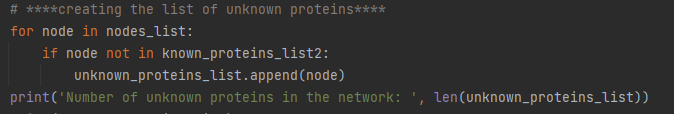 # ****creating the list of unknown proteins****
for node in nodes_list:
    if node not in known_proteins_list2:
        unknown_proteins_list.append(node)
print('Number of unknown proteins in the network: ', len(unknown_proteins_list))